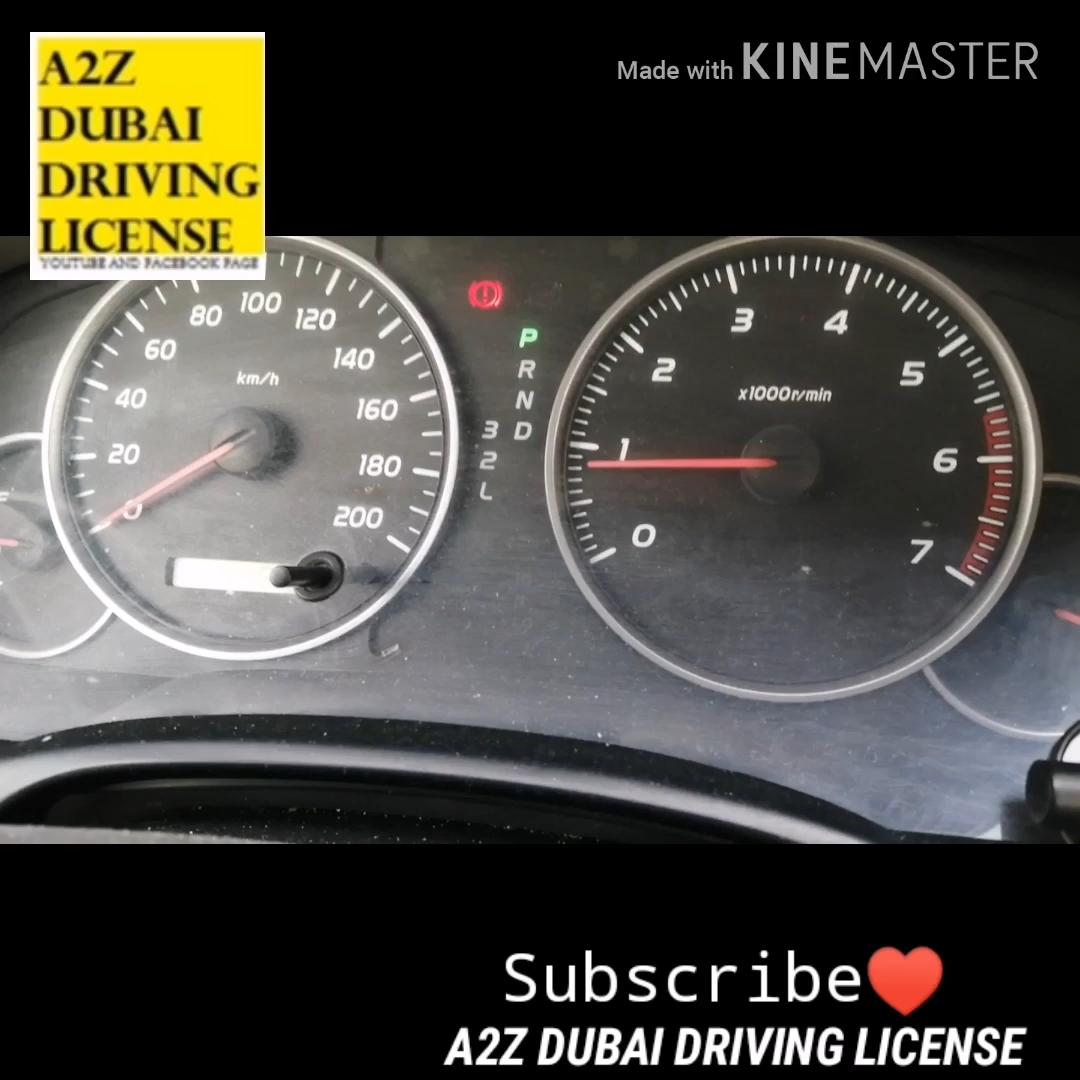 A2Z
DUBAI
DRIVING
LICENSE
YOUTUBE AND FACEBOOK PAGE
Made with KINEMASTER
80 100 120
60 140
km/h
40 160
20 180
0 200
P
R
N
3 D
2
L
3 4
2 5
x1000r/min
1 6
0 7
F
Subscribe❤️
A2Z DUBAI DRIVING LICENSE